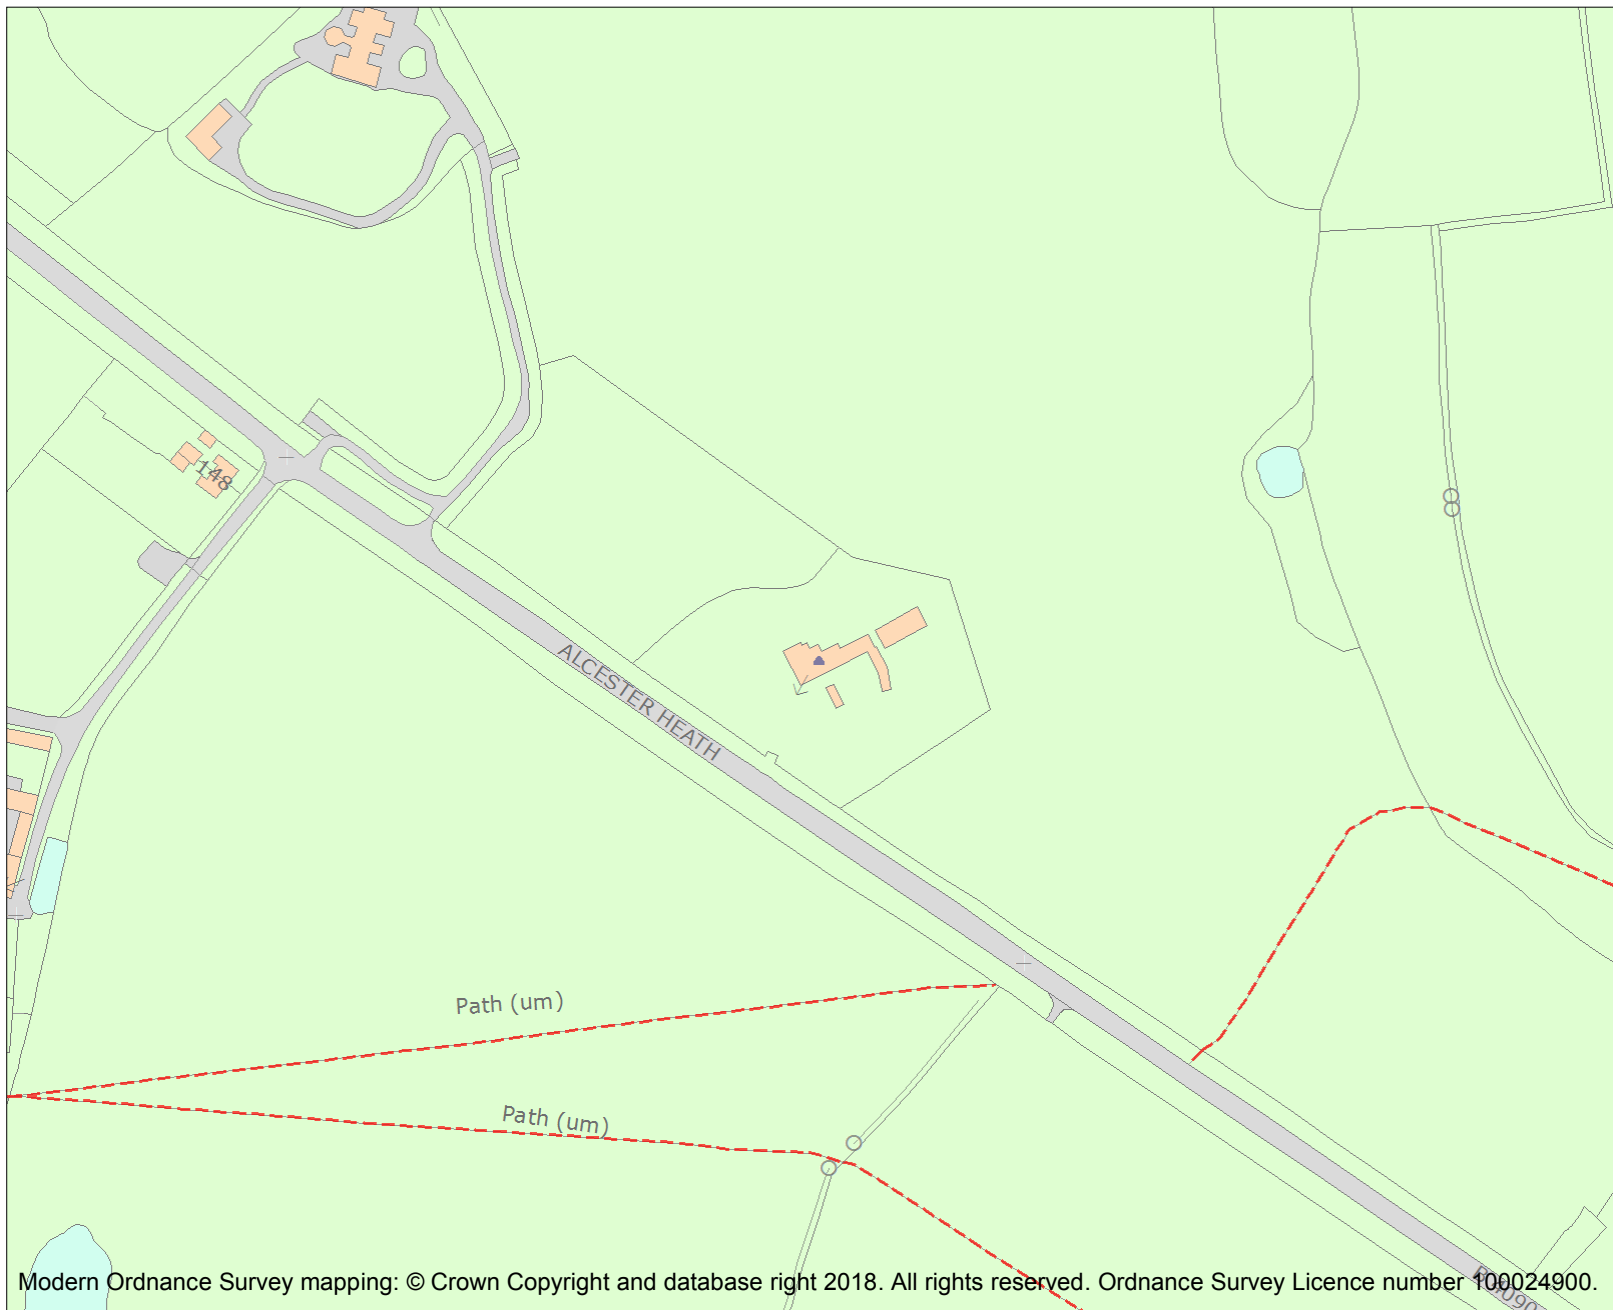 148
ALCESTER HEATH
Path (um)
Path (um)
Modern Ordnance Survey mapping: © Crown Copyright and database right 2018. All rights reserved. Ordnance Survey Licence number 100024900.